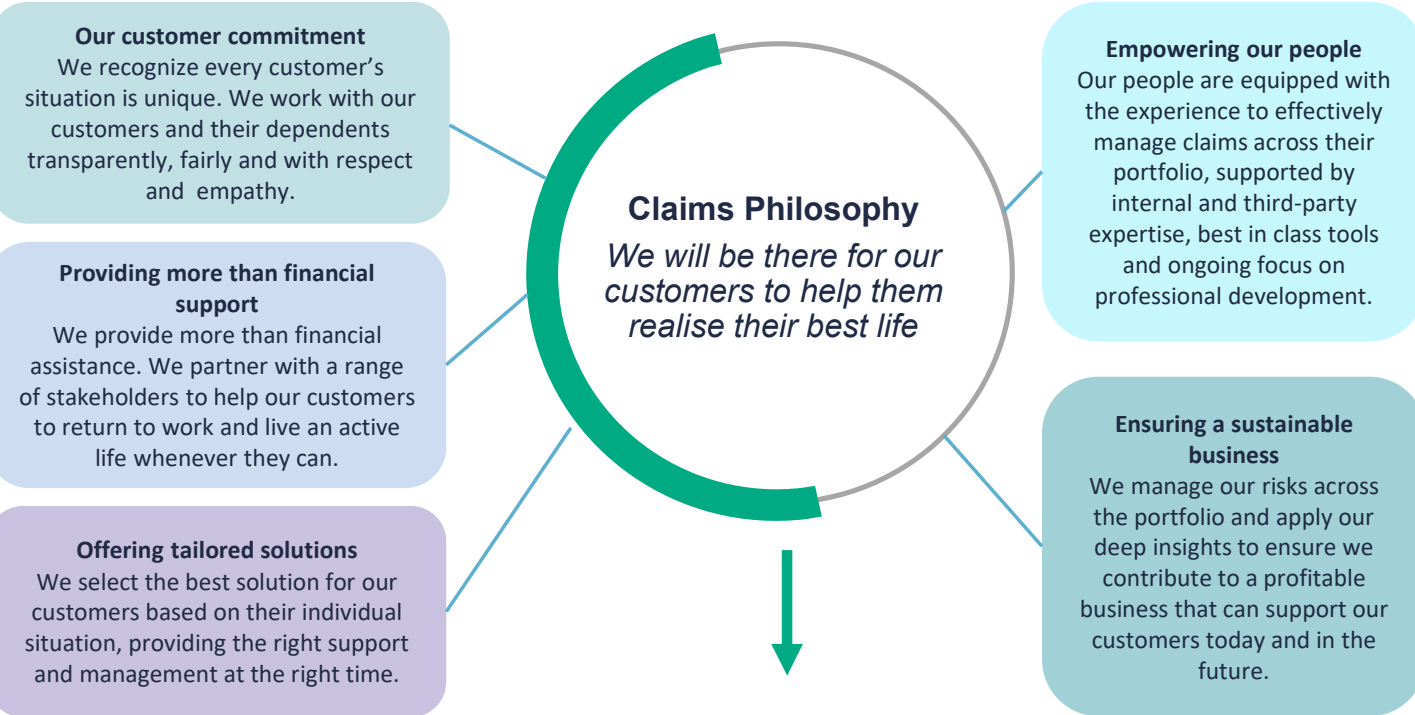 Our customer commitment
We recognize every customer’s
situation is unique. We work with our
customers and their dependents
transparently, fairly and with respect
and  empathy.
Providing more than financial
support
We provide more than financial
assistance. We partner with a range
of stakeholders to help our customers
to return to work and live an active
life whenever they can.
Offering tailored solutions
We select the best solution for our
customers based on their individual
situation, providing the right support
and management at the right time.
Claims Philosophy
We will be there for our
customers to help them
realise their best life
Empowering our people
Our people are equipped with
the experience to effectively
manage claims across their
portfolio, supported by
internal and third-party
expertise, best in class tools
and ongoing focus on
professional development.
Ensuring a sustainable
business
We manage our risks across
the portfolio and apply our
deep insights to ensure we
contribute to a profitable
business that can support our
customers today and in the
future.